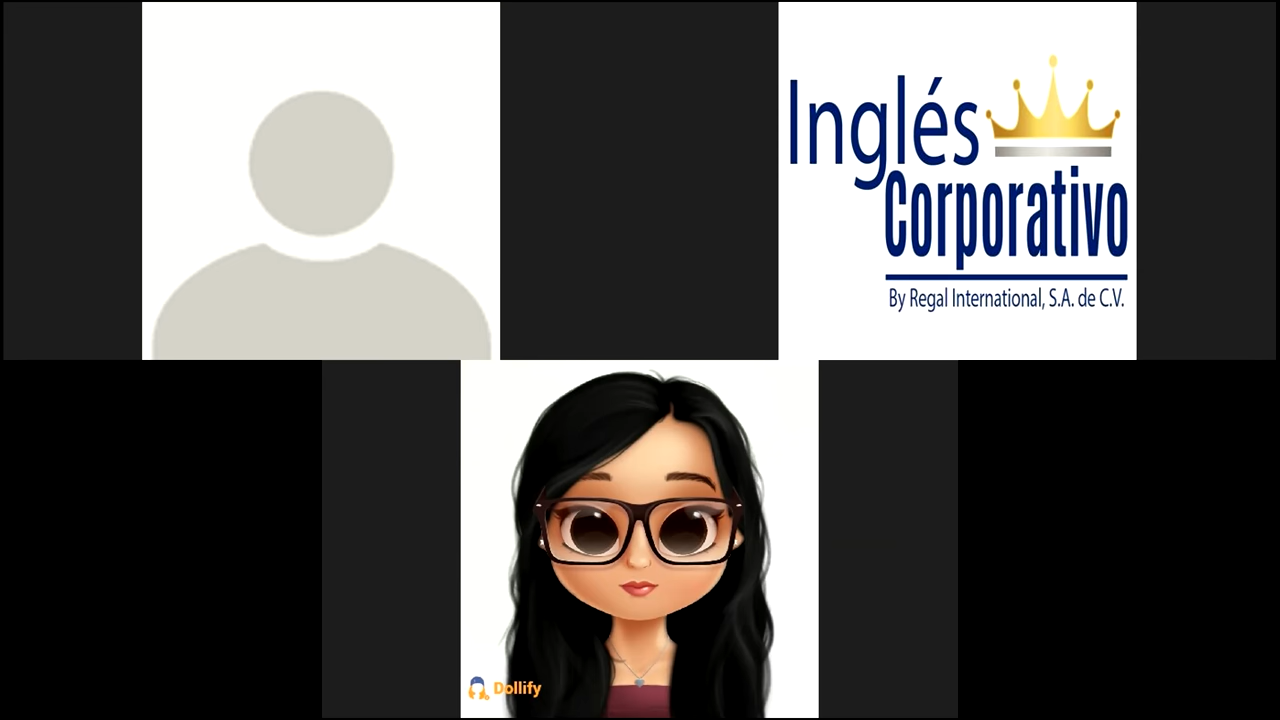 Inglés
Corporativo
By Regal International, S.A. de C.V.
Dollify